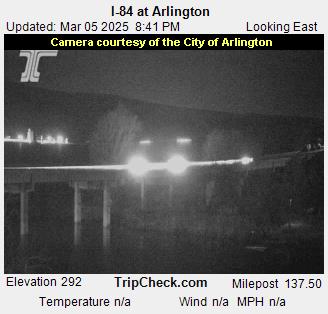 I-84 at Arlington
Updated: Mar 05 2025 8:41 PM Looking East
Camera courtesy of the City of Arlington
Elevation 292 TripCheck.com Milepost 137.50
Temperature n/a Wind n/a MPH n/a